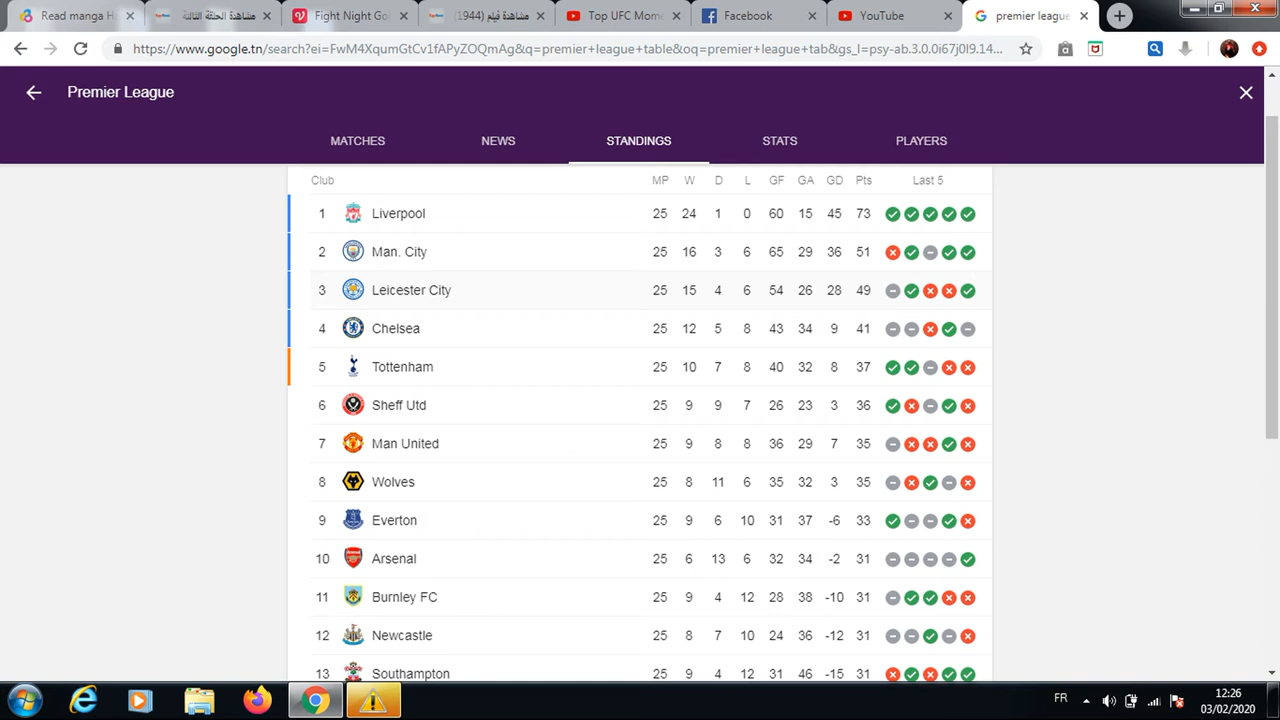 Read manga H
مشاهدة الحلقة الثالثة
Fight Night Go
مشاهدة فيلم (1944)
Top UFC Mom
Facebook
YouTube
premier league
https://www.google.tn/search?ei=FwM4XqumGtCv1fAPyZOQmAg&q=premier+league+table&oq=premier+league+tab&gs_l=psy-ab.3.0.0i67j0l9.14...
Premier League
MATCHES NEWS STANDINGS STATS PLAYERS
Club MP W D L GF GA GD Pts Last 5
1 Liverpool 25 24 1 0 60 15 45 73
2 Man. City 25 16 3 6 65 29 36 51
3 Leicester City 25 15 4 6 54 26 28 49
4 Chelsea 25 12 5 8 43 34 9 41
5 Tottenham 25 10 7 8 40 32 8 37
6 Sheff Utd 25 9 9 7 26 23 3 36
7 Man United 25 9 8 8 36 29 7 35
8 Wolves 25 8 11 6 35 32 3 35
9 Everton 25 9 6 10 31 37 -6 33
10 Arsenal 25 6 13 6 32 34 -2 31
11 Burnley FC 25 9 4 12 28 38 -10 31
12 Newcastle 25 8 7 10 24 36 -12 31
13 Southampton 25 9 4 12 31 46 -15 31
FR
12:26
03/02/2020